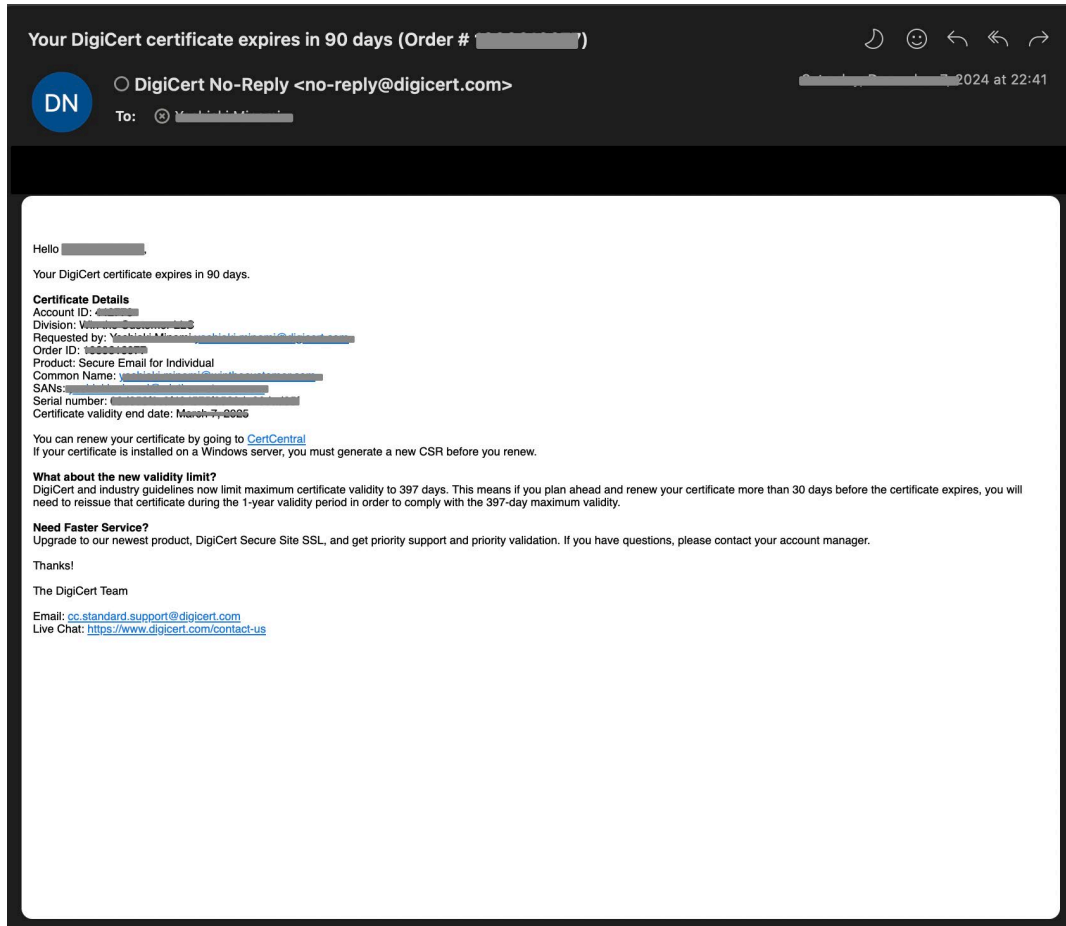 Your DigiCert certificate expires in 90 days (Order #
DN
DigiCert No-Reply <no-reply@digicert.com>
2024 at 22:41
To:
Hello
Your DigiCert certificate expires in 90 days.
Certificate Details
Account ID:
Division:
Requested by:
Order ID:
Product: Secure Email for Individual
Common Name:
SANs:
Serial number:
Certificate validity end date:
You can renew your certificate by going to CertCentral
If your certificate is installed on a Windows server, you must generate a new CSR before you renew.
What about the new validity limit?
DigiCert and industry guidelines now limit maximum certificate validity to 397 days. This means if you plan ahead and renew your certificate more than 30 days before the certificate expires, you will
need to reissue that certificate during the 1-year validity period in order to comply with the 397-day maximum validity.
Need Faster Service?
Upgrade to our newest product, DigiCert Secure Site SSL, and get priority support and priority validation. If you have questions, please contact your account manager.
Thanks!
The DigiCert Team
Email: cc.standard.support@digicert.com
Live Chat: https://www.digicert.com/contact-us